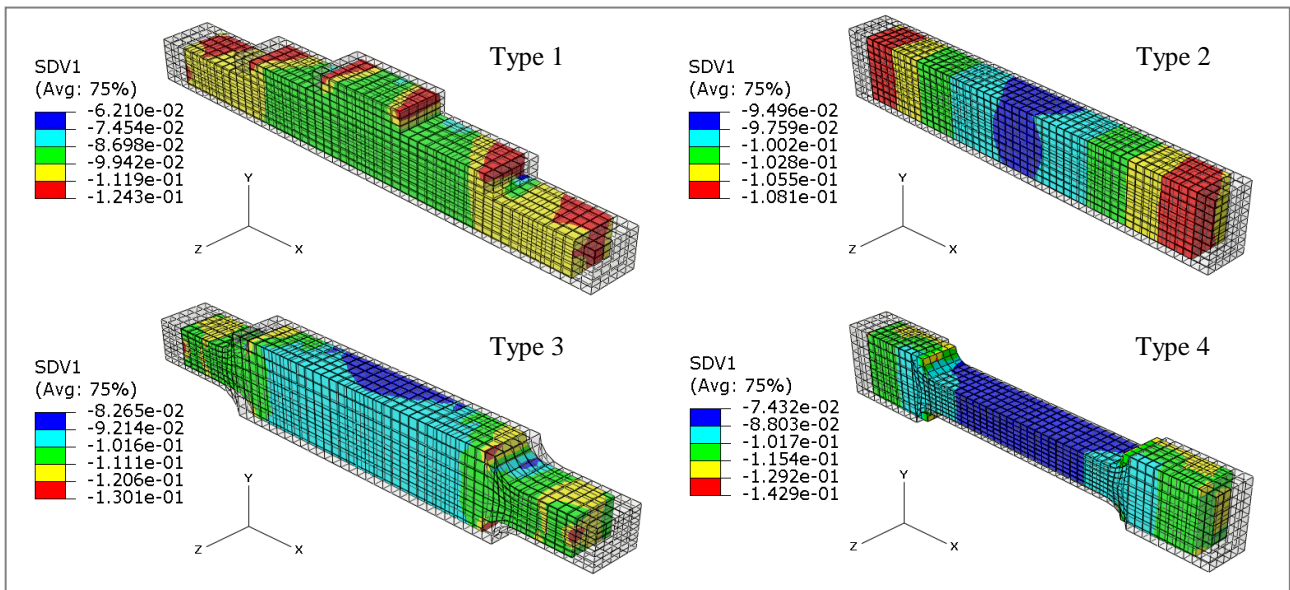 Type 1
SDV1
(Avg: 75%)
-6.210e-02
-7.454e-02
-8.698e-02
-9.942e-02
-1.119e-01
-1.243e-01
Y
Z
X
Type 2
SDV1
(Avg: 75%)
-9.496e-02
-9.759e-02
-1.002e-01
-1.028e-01
-1.055e-01
-1.081e-01
Y
Z
X
Type 3
SDV1
(Avg: 75%)
-8.265e-02
-9.214e-02
-1.016e-01
-1.111e-01
-1.206e-01
-1.301e-01
Y
Z
X
Type 4
SDV1
(Avg: 75%)
-7.432e-02
-8.803e-02
-1.017e-01
-1.154e-01
-1.292e-01
-1.429e-01
Y
Z
X